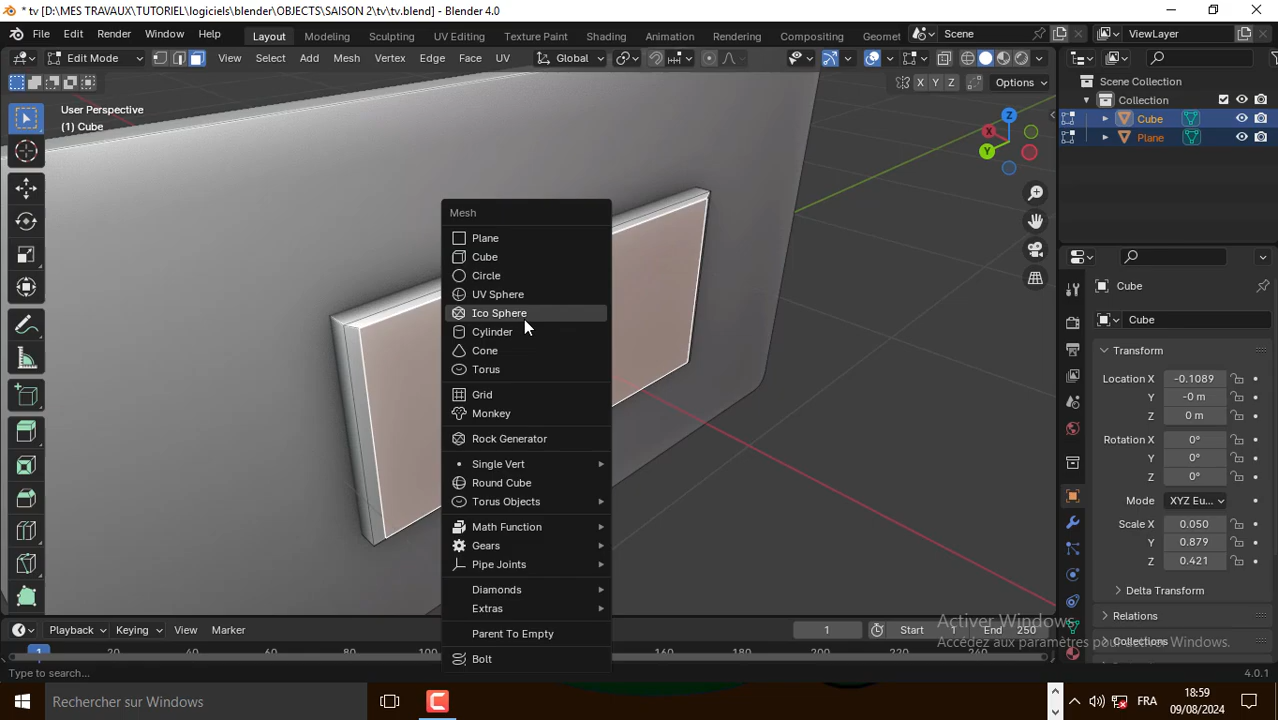 * tv [D:\MES TRAVAUX\TUTORIEL\logiciels\blender\OBJECTS\SAISON 2\tv\tv.blend] - Blender 4.0
File Edit Render Window Help Layout Modeling Sculpting UV Editing Texture Paint Shading Animation Rendering Compositing Geomet Scene ViewLayer
Edit Mode View Select Add Mesh Vertices Edge Face UV Global
X Y Z Options
User Perspective
(1) Cube
Scene Collection
Collection
Cube
Plane
Z
X
Y
Mesh
Plane
Cube
Circle
UV Sphere
Ico Sphere
Cylinder
Cone
Torus
Grid
Monkey
Rock Generator
Single Vert
Round Cube
Torus Objects
Math Function
Gears
Pipe Joints
Diamonds
Extras
Parent To Empty
Bolt
Cube
Cube
Transform
Location X -0.1089
Y -0 m
Z 0 m
Rotation X 0°
Y 0°
Z 0°
Mode XYZ Eu...
Scale X 0.050
Y 0.879
Z 0.421
Delta Transform
Relations
Collections
Activer Windows
Accédez aux paramètres pour activer Windows.
Playback Keying View Marker 1 Start 1 End 250
1 20 40 60 80 100 160 180 200 220 240
Type to search... 4.0.1
Rechercher sur Windows
FRA
18:59
09/08/2024